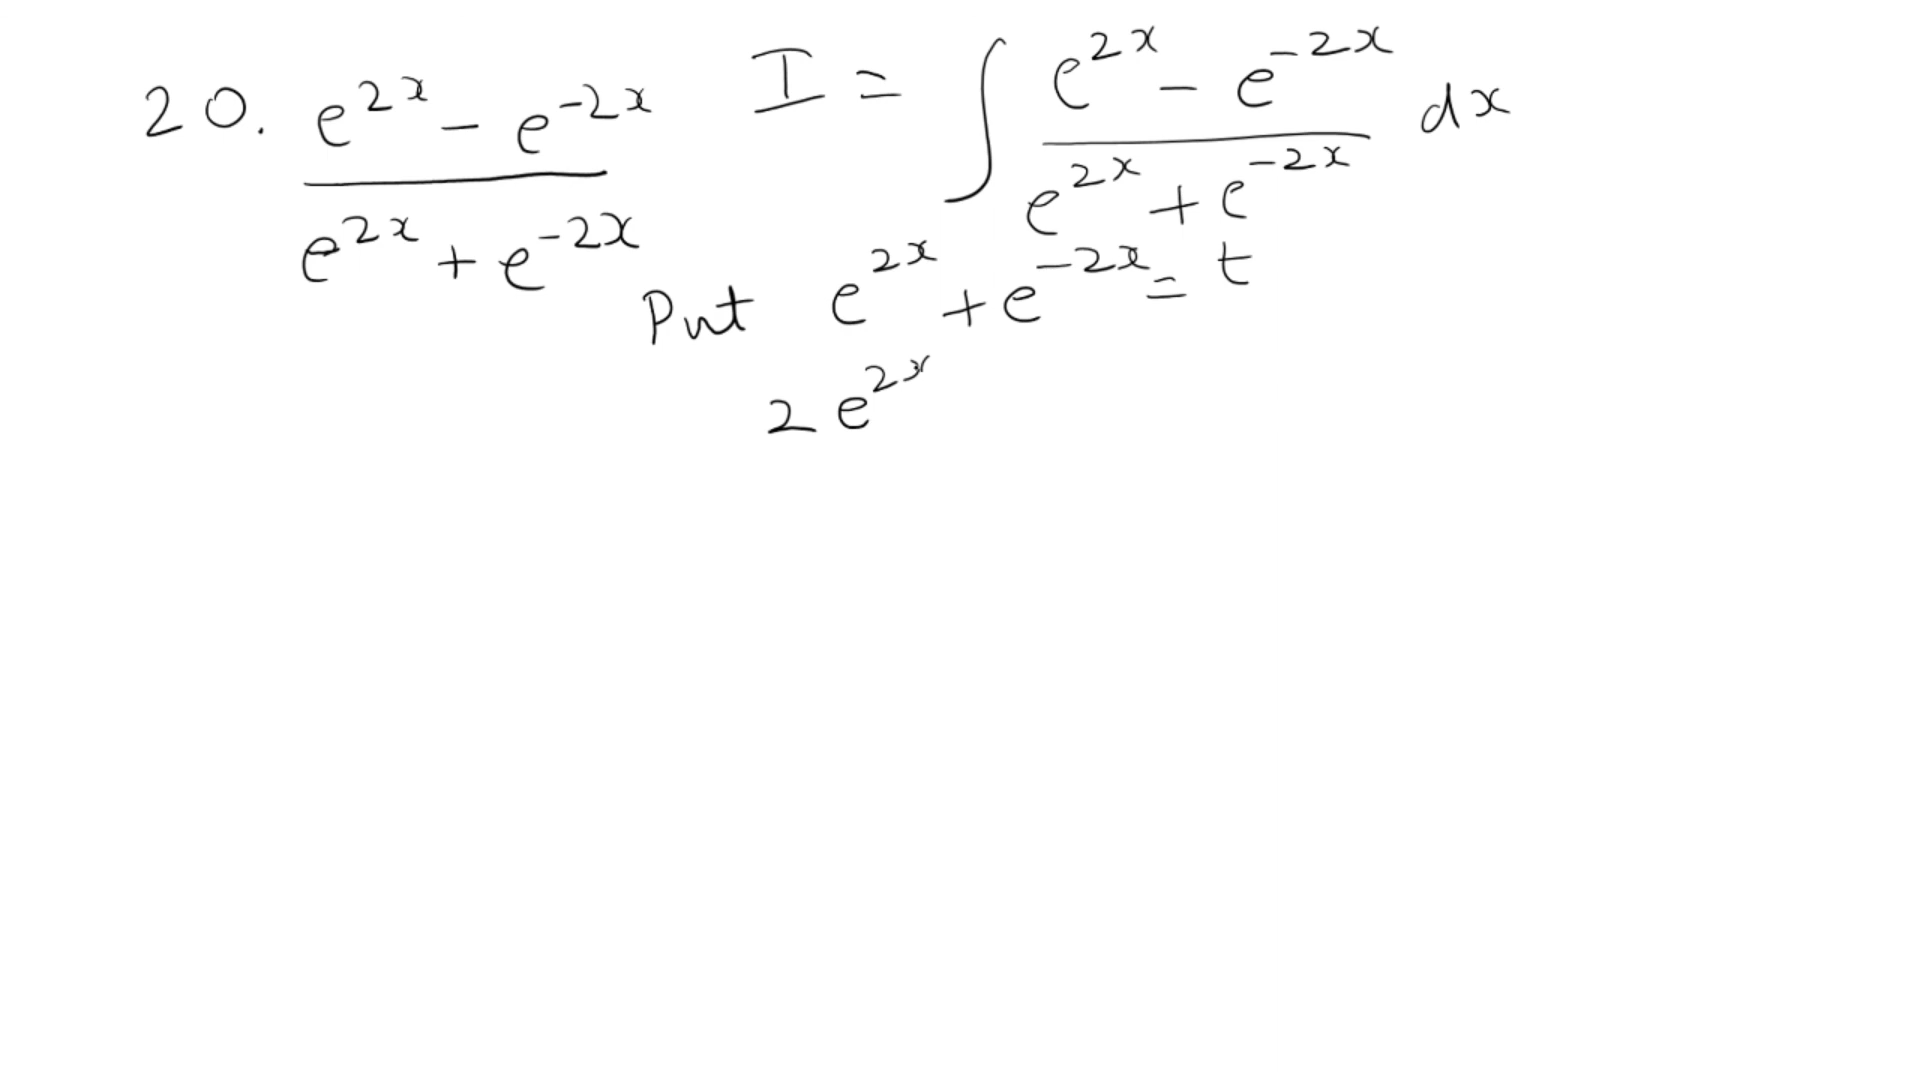 20. (e^{2x} - e^{-2x})/(e^{2x} + e^{-2x})
I = ∫ (e^{2x} - e^{-2x})/(e^{2x} + e^{-2x}) dx
Put e^{2x} + e^{-2x} = t
2e^{2x}